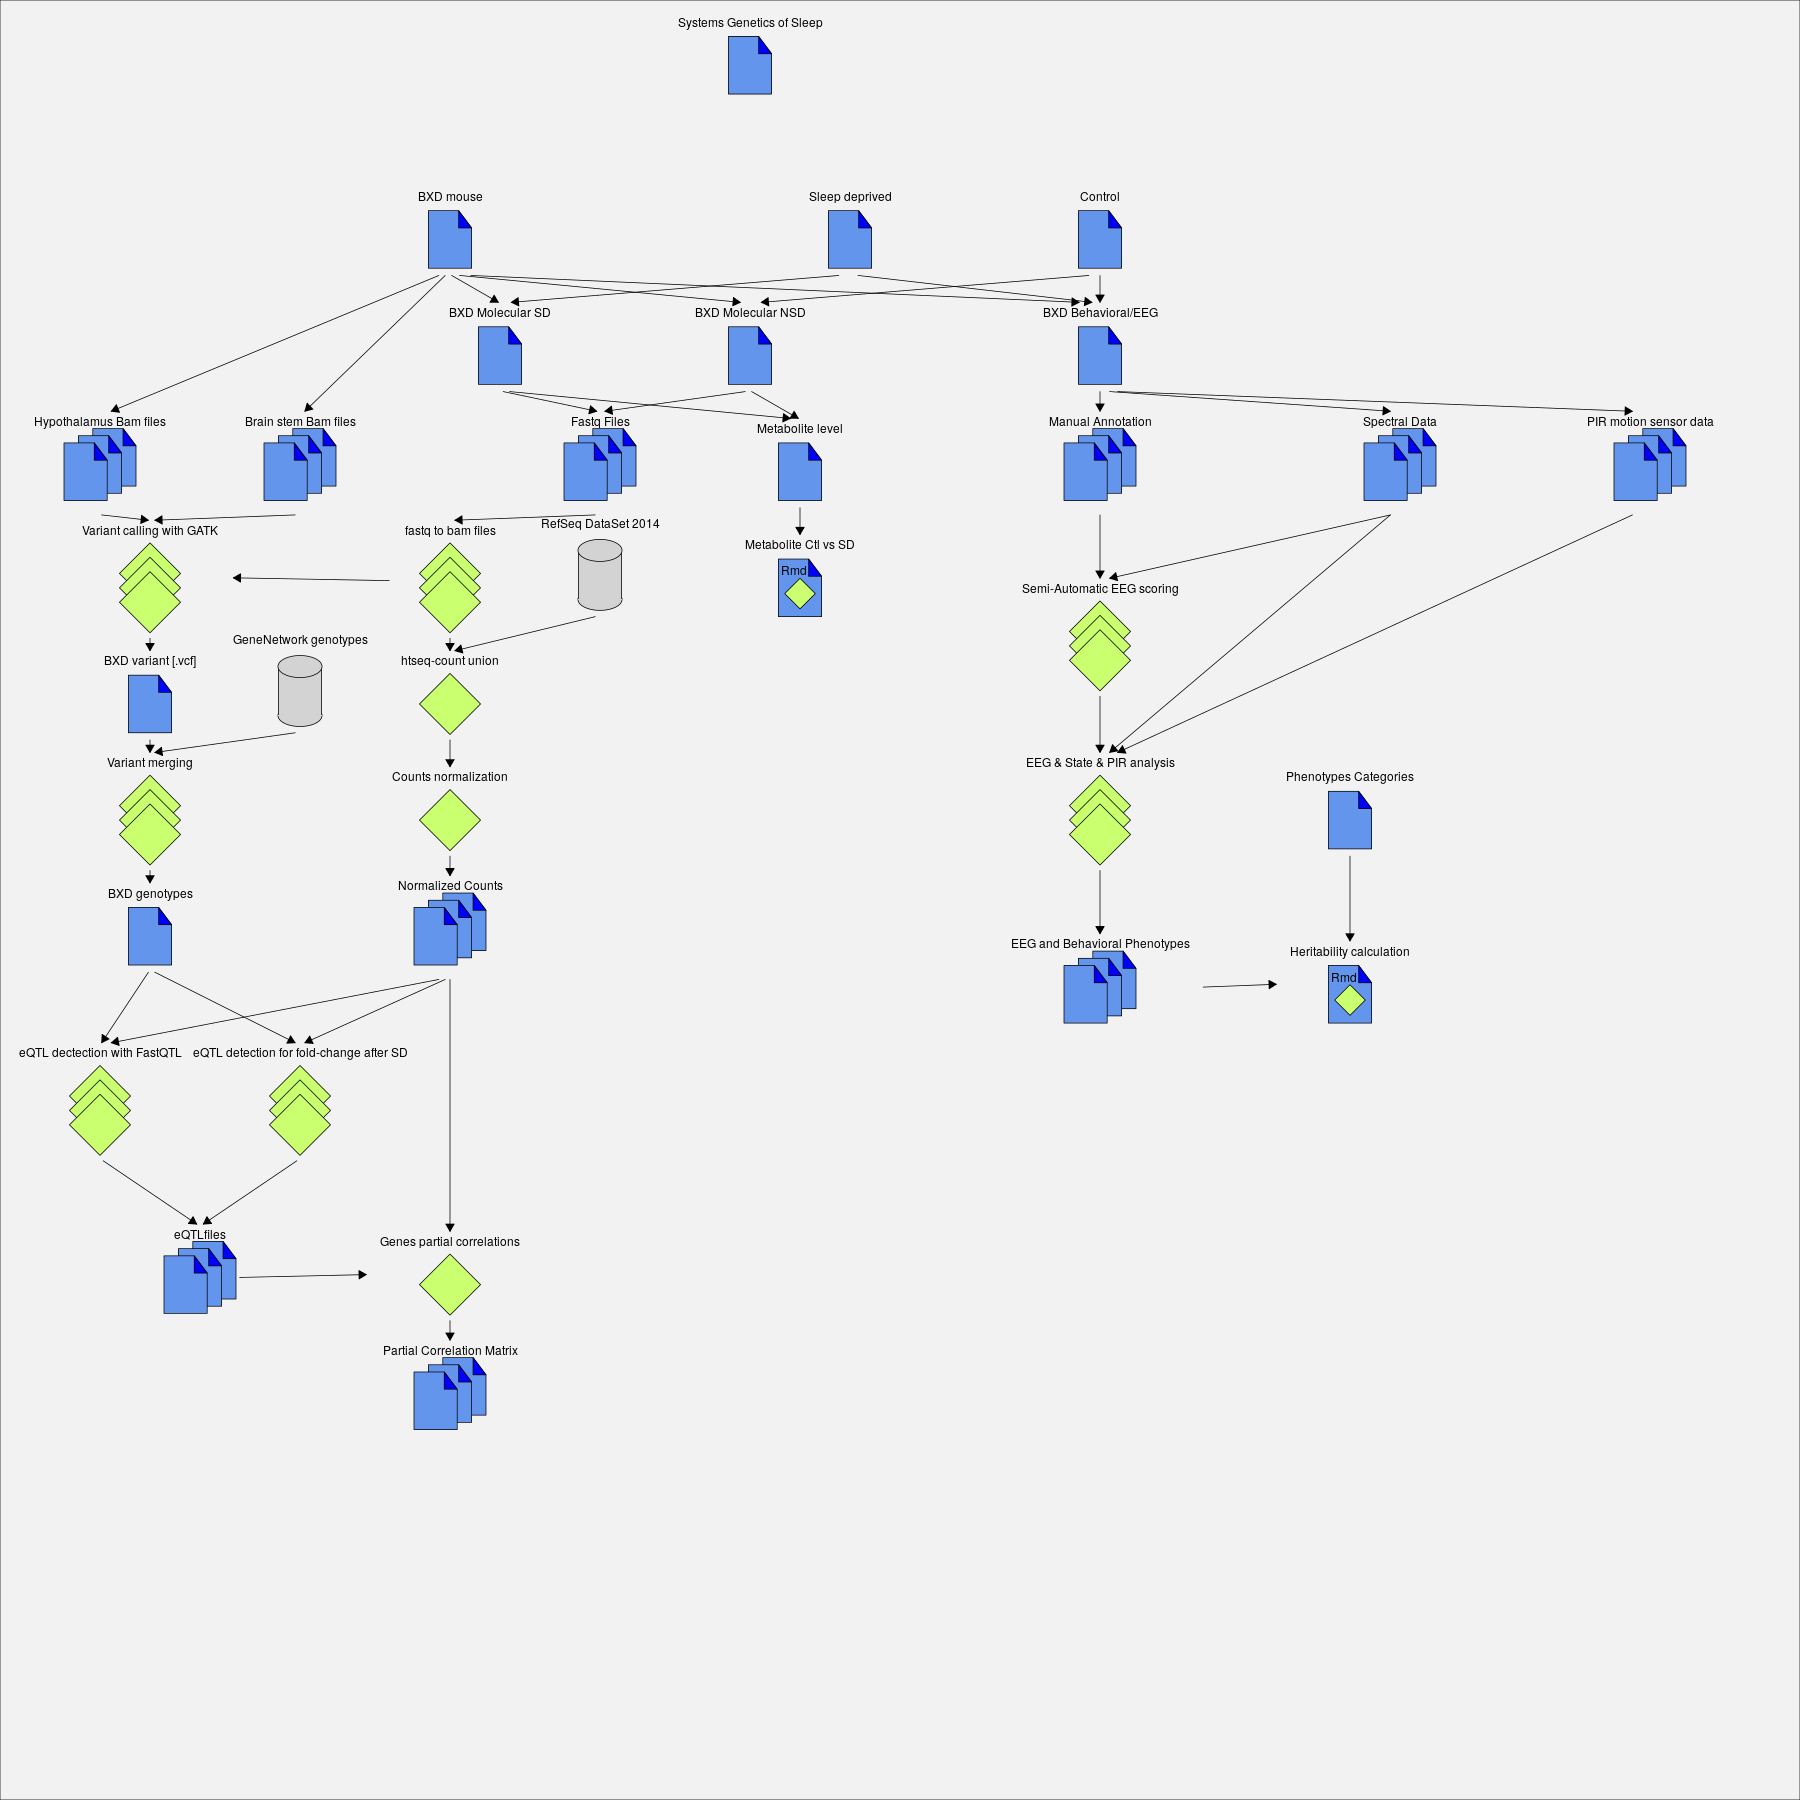 Systems Genetics of Sleep
BXD mouse
Sleep deprived
Control
BXD Molecular SD
BXD Molecular NSD
BXD Behavioral/EEG
Hypothalamus Bam files
Brain stem Bam files
Fastq Files
Metabolite level
Manual Annotation
Spectral Data
PIR motion sensor data
Variant calling with GATK
fastq to bam files
RefSeq DataSet 2014
Metabolite Ctl vs SD
Rmd
Semi-Automatic EEG scoring
GeneNetwork genotypes
BXD variant [.vcf]
htseq-count union
Variant merging
Counts normalization
EEG & State & PIR analysis
Phenotypes Categories
BXD genotypes
Normalized Counts
EEG and Behavioral Phenotypes
Heritability calculation
Rmd
eQTL dectection with FastQTL
eQTL detection for fold-change after SD
eQTLfiles
Genes partial correlations
Partial Correlation Matrix